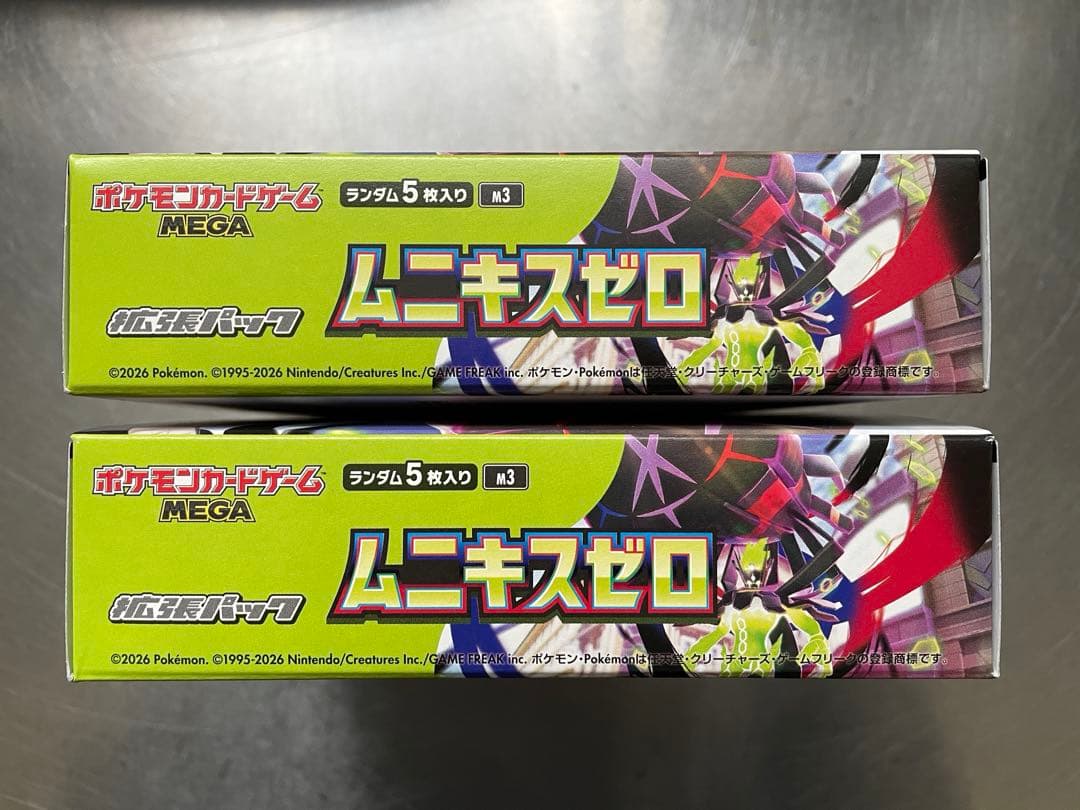 ポケモンカードゲーム
MEGA
ランダム5枚入り M3
ムニキスゼロ
拡張パック
©2026 Pokémon. ©1995-2026 Nintendo/Creatures Inc./GAME FREAK inc. ポケモン・Pokémonは任天堂・クリーチャーズ・ゲームフリークの登録商標です。
ポケモンカードゲーム
MEGA
ランダム5枚入り M3
ムニキスゼロ
拡張パック
©2026 Pokémon. ©1995-2026 Nintendo/Creatures Inc./GAME FREAK inc. ポケモン・Pokémonは任天堂・クリーチャーズ・ゲームフリークの登録商標です。